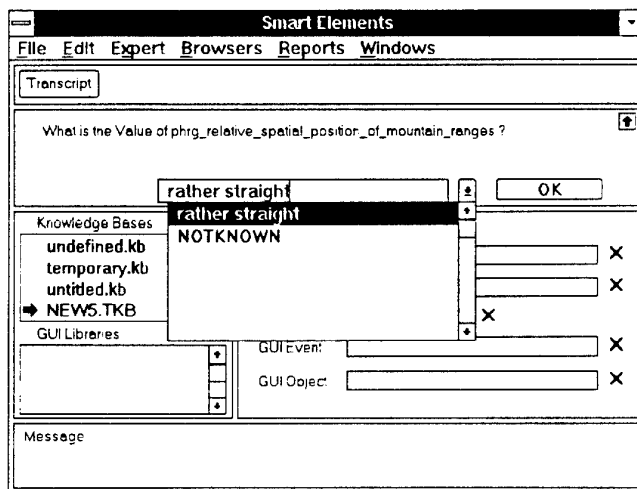 Smart Elements
File Edit Expert Browsers Reports Windows
Transcript
What is the Value of phrg_relative_spatial_position_of_mountain_ranges ?
rather straight
OK
rather straight
NOTKNOWN
Knowledge Bases
undefined.kb
temporary.kb
untitled.kb
NEW5.TKB
GUI Libraries
GUI Event
GUI Object
Message